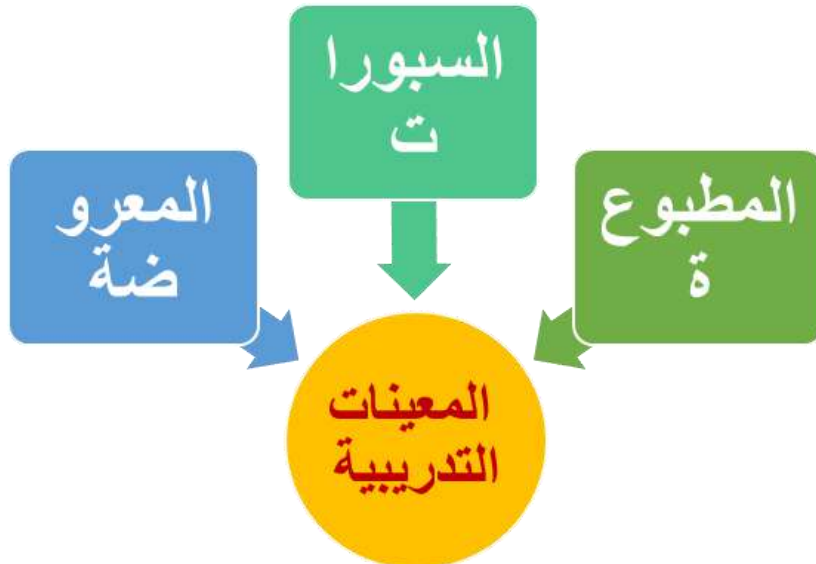 السبورا
ت
المطبوع
ة
المعرو
ضة
المعينات
التدريبية